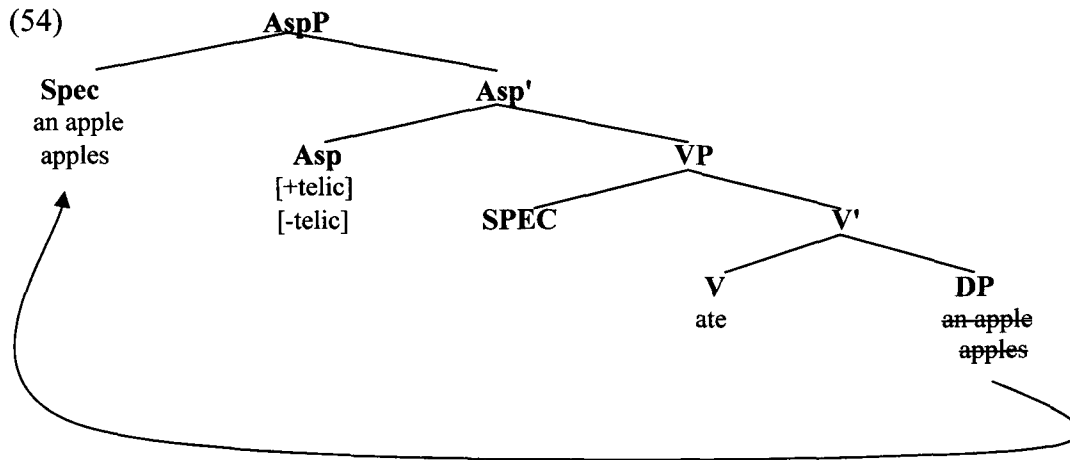 (54) AspP
Spec Asp'
an apple
apples Asp VP
[+telic]
[-telic] SPEC V'
V DP
ate an apple
apples